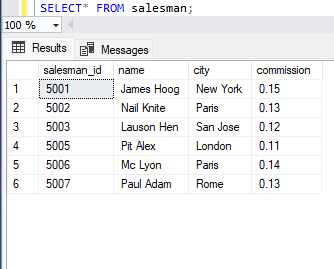 SELECT* FROM salesman;
100 %
Results Messages
salesman_id name city commission
1 5001 James Hoog New York 0.15
2 5002 Nail Knite Paris 0.13
3 5003 Lauson Hen San Jose 0.12
4 5005 Pit Alex London 0.11
5 5006 Mc Lyon Paris 0.14
6 5007 Paul Adam Rome 0.13